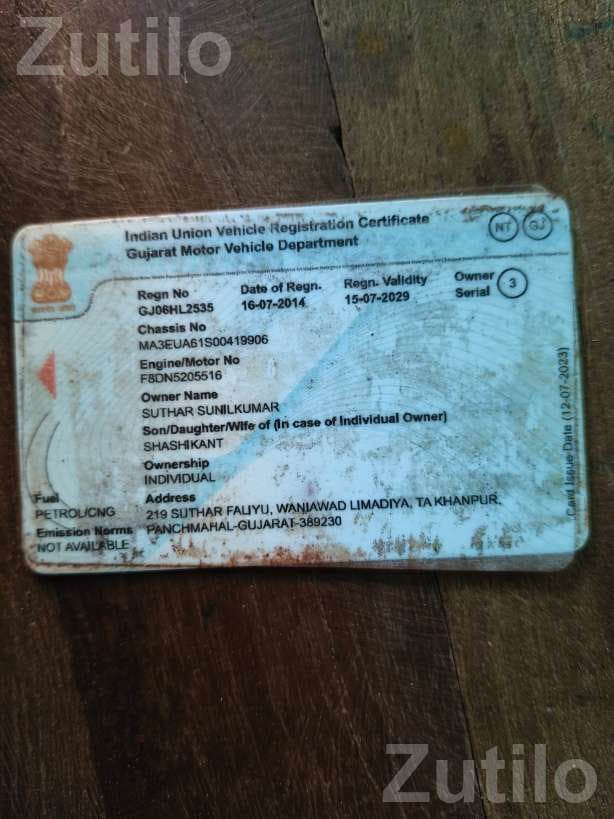 Zutilo
Indian Union Vehicle Registration Certificate
Gujarat Motor Vehicle Department
NT GJ
Regn No Date of Regn. Regn. Validity Owner Serial 3
GJ06HL2535 16-07-2014 15-07-2029
Chassis No
MA3EUA61S00419906
Engine/Motor No
F8DN5205516
Owner Name
SUTHAR SUNILKUMAR
Son/Daughter/Wife of (In case of Individual Owner)
SHASHIKANT
Ownership
INDIVIDUAL
Fuel Address
PETROL/CNG 219 SUTHAR FALIYU, WANIAWAD LIMADIYA, TA KHANPUR,
Emission Norms PANCHMAHAL-GUJARAT-389230
NOT AVAILABLE
Card Issue Date (12-07-2023)
Zutilo